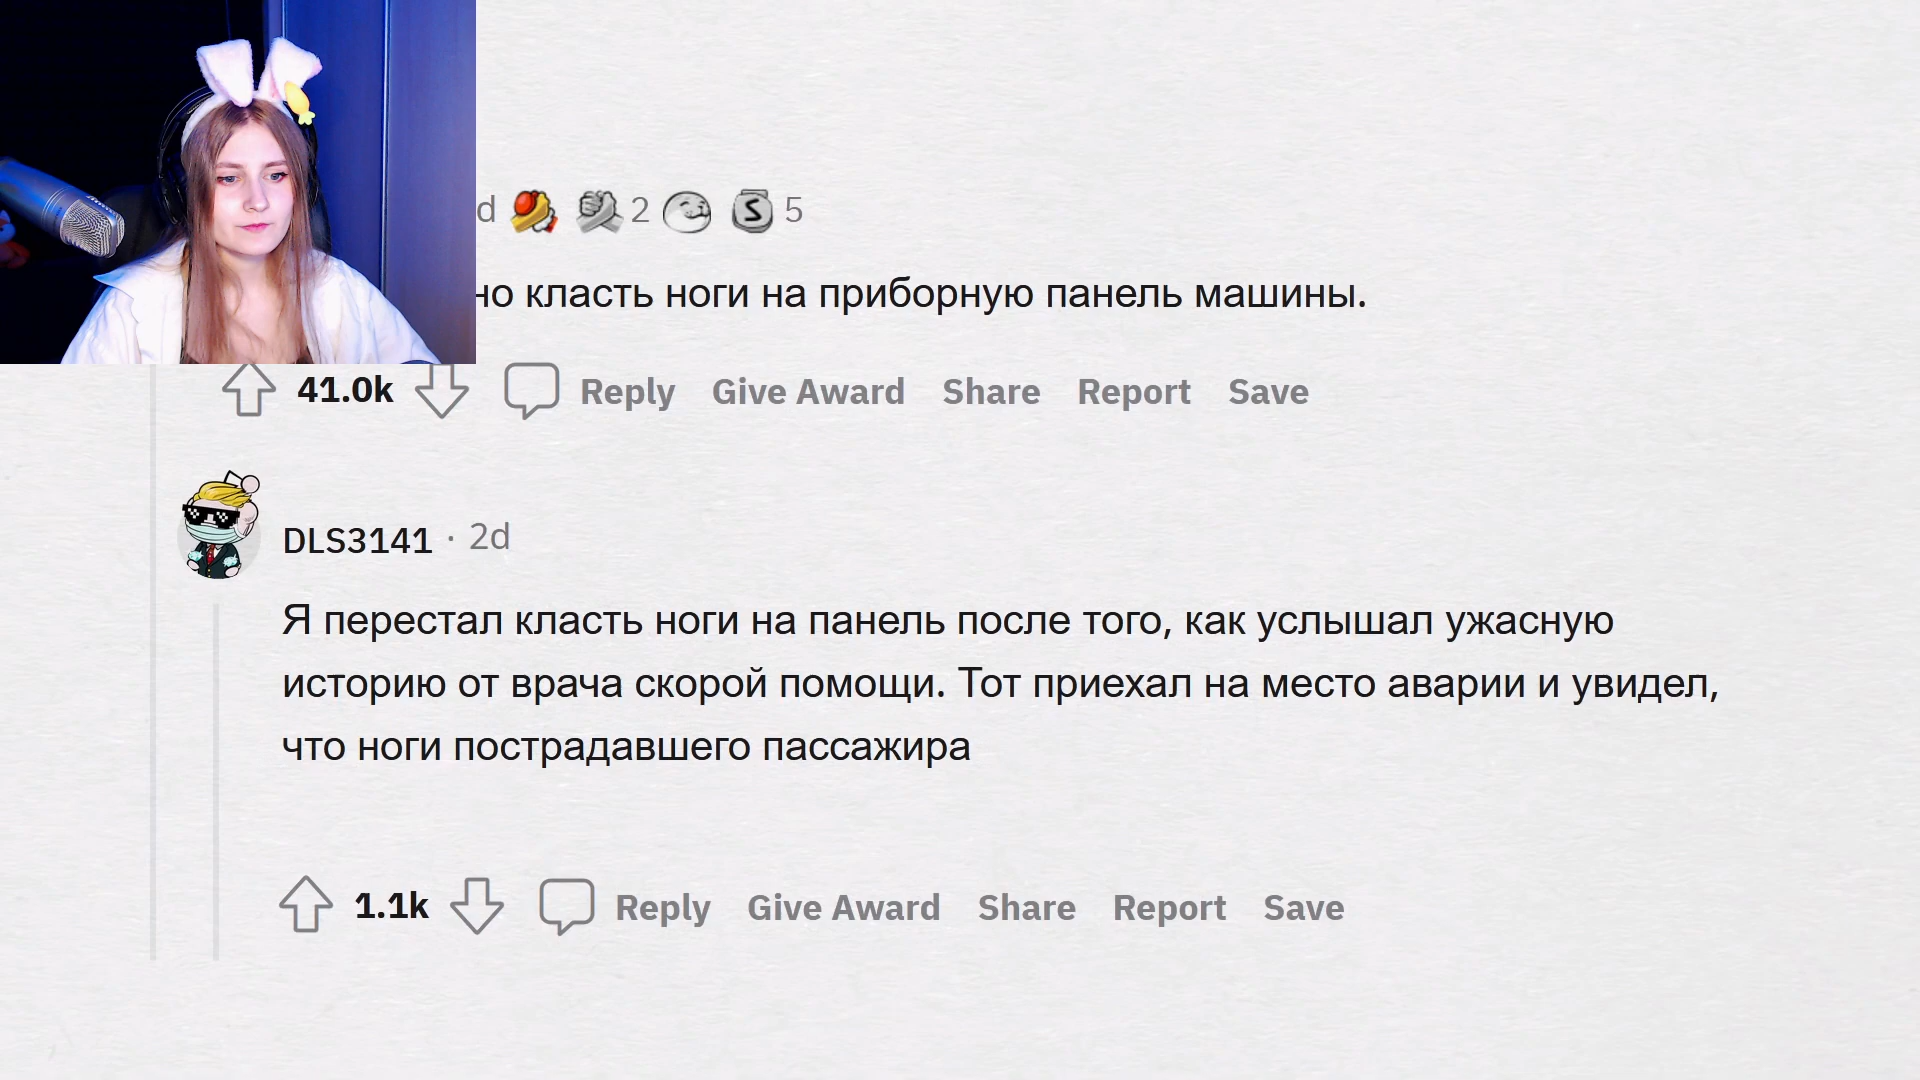 d 2 5
но класть ноги на приборную панель машины.
41.0k Reply Give Award Share Report Save
DLS3141 · 2d
Я перестал класть ноги на панель после того, как услышал ужасную
историю от врача скорой помощи. Тот приехал на место аварии и увидел,
что ноги пострадавшего пассажира
1.1k Reply Give Award Share Report Save